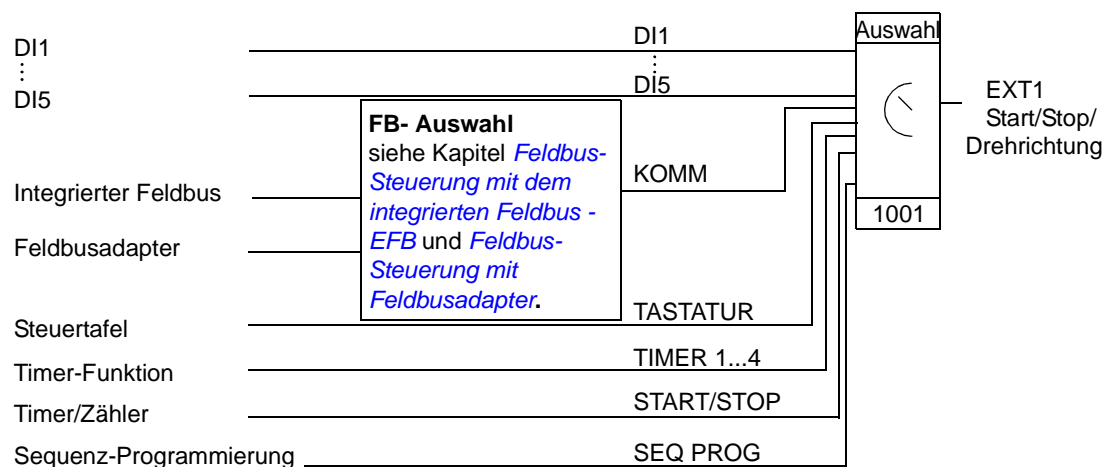 DI1
⋮
DI5
Integrierter Feldbus
Feldbusadapter
Steuertafel
Timer-Funktion
Timer/Zähler
Sequenz-Programmierung
FB- Auswahl
siehe Kapitel Feldbus-
Steuerung mit dem
integrierten Feldbus -
EFB und Feldbus-
Steuerung mit
Feldbusadapter.
DI1
⋮
DI5
KOMM
TASTATUR
TIMER 1...4
START/STOP
SEQ PROG
Auswahl
1001
EXT1
Start/Stop/
Drehrichtung